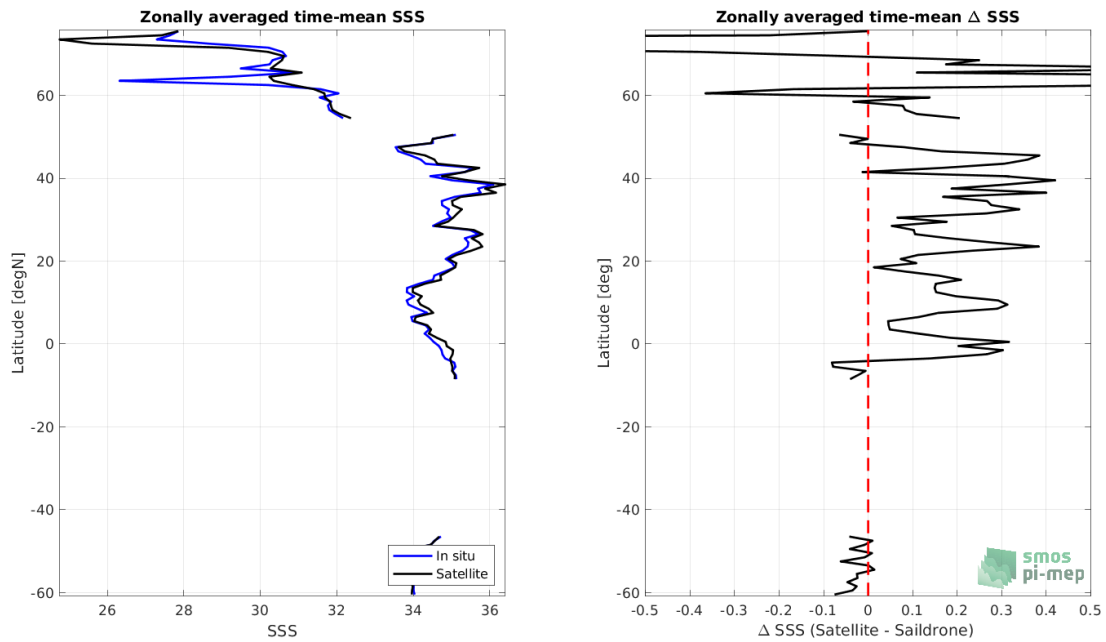 Zonally averaged time-mean SSS
Latitude [degN]
60
40
20
0
-20
-40
-60
26 28 30 32 34 36
SSS
In situ
Satellite
Zonally averaged time-mean Δ SSS
Latitude [deg]
60
40
20
0
-20
-40
-60
-0.5 -0.4 -0.3 -0.2 -0.1 0 0.1 0.2 0.3 0.4 0.5
Δ SSS (Satellite - Saildrone)
smos
pi-mep